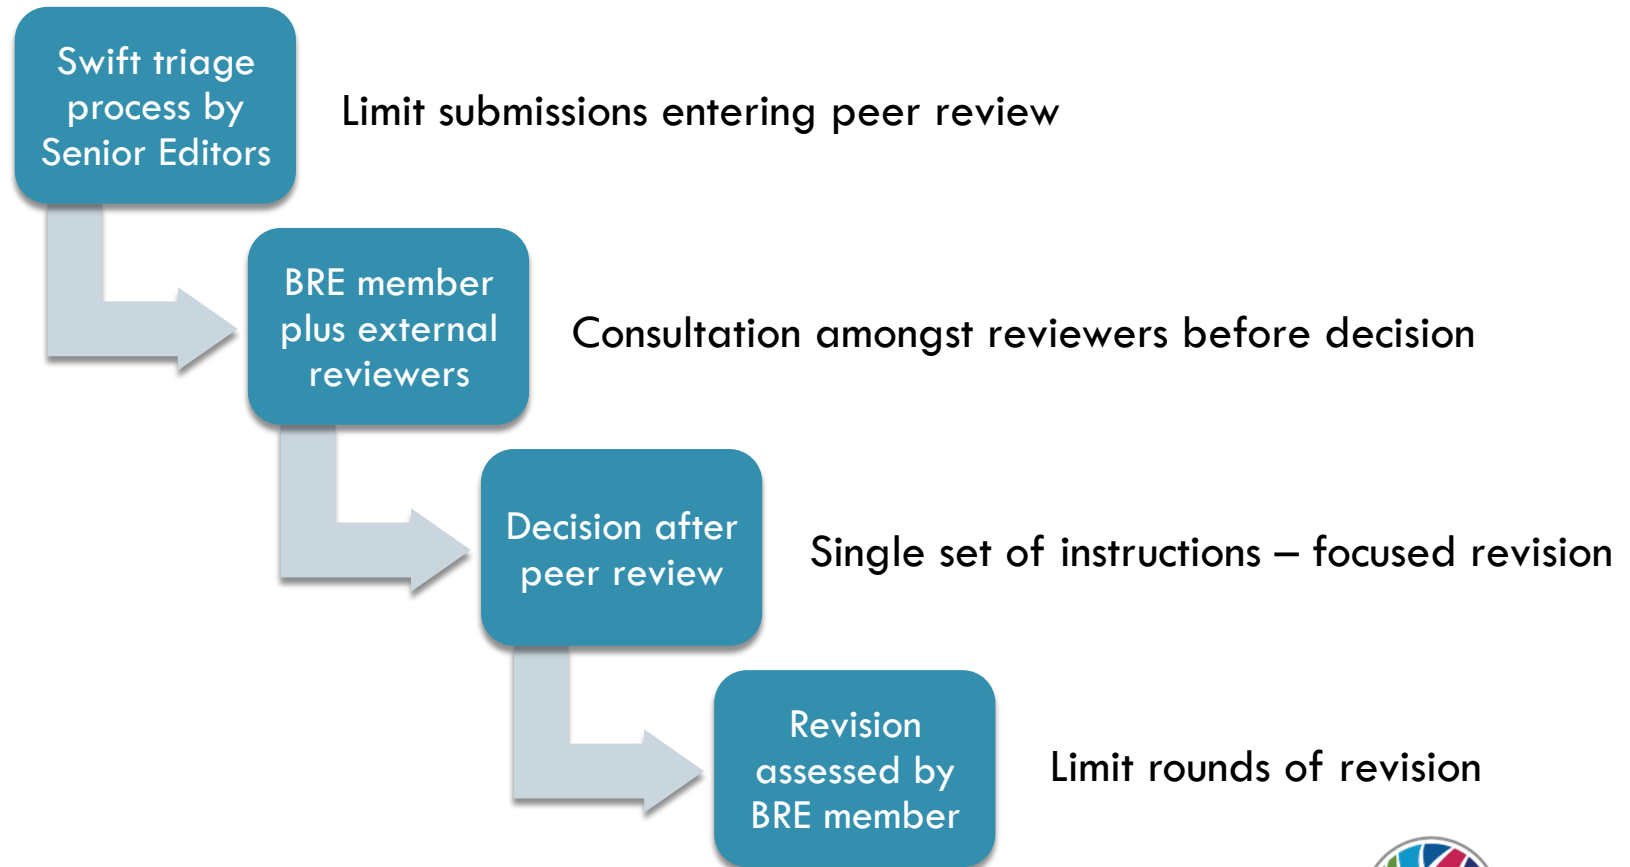 Swift triage
process by
Senior Editors
Limit submissions entering peer review
BRE member
plus external
reviewers
Consultation amongst reviewers before decision
Decision after
peer review
Single set of instructions – focused revision
Revision
assessed by
BRE member
Limit rounds of revision